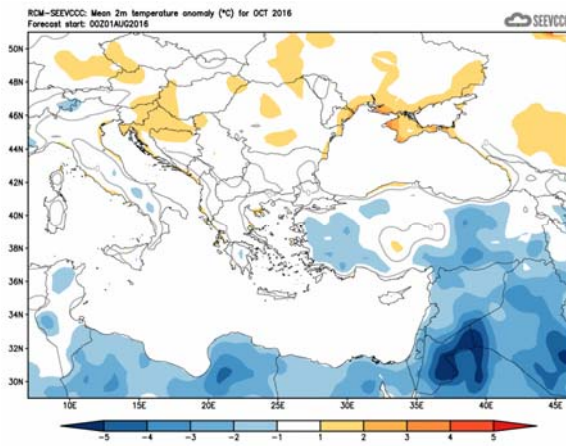 RCM-SEEVCCC: Mean 2m temperature anomaly (°C) for OCT 2016
Forecast start: 00Z01AUG2016
SEEVCCC
50N
48N
46N
44N
42N
40N
38N
36N
34N
32N
30N
10E 15E 20E 25E 30E 35E 40E 45E
-5 -4 -3 -2 -1 1 2 3 4 5